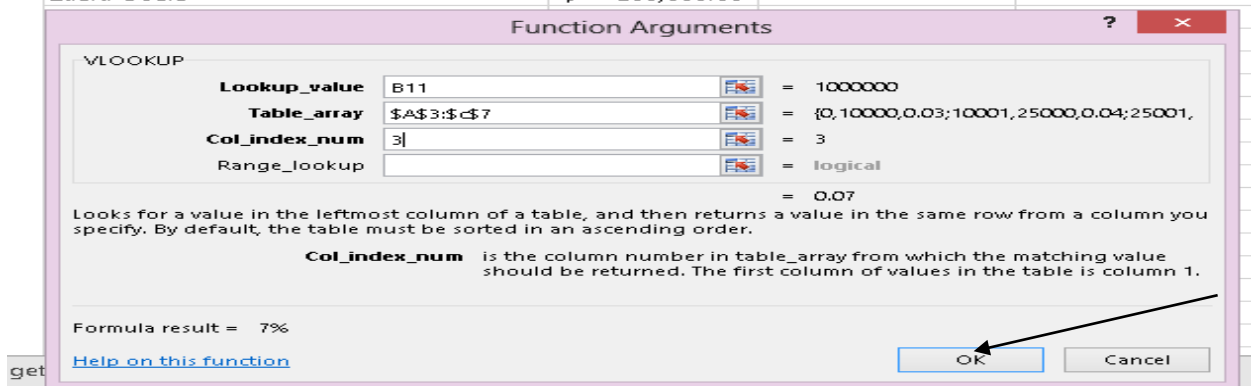 Function Arguments ? ×
VLOOKUP
Lookup_value B11 = 1000000
Table_array $A$3:$c$7 = {0,10000,0.03;10001,25000,0.04;25001,
Col_index_num 3 = 3
Range_lookup = logical
= 0.07
Looks for a value in the leftmost column of a table, and then returns a value in the same row from a column you
specify. By default, the table must be sorted in an ascending order.
Col_index_num is the column number in table_array from which the matching value
should be returned. The first column of values in the table is column 1.
Formula result = 7%
Help on this function OK Cancel
get